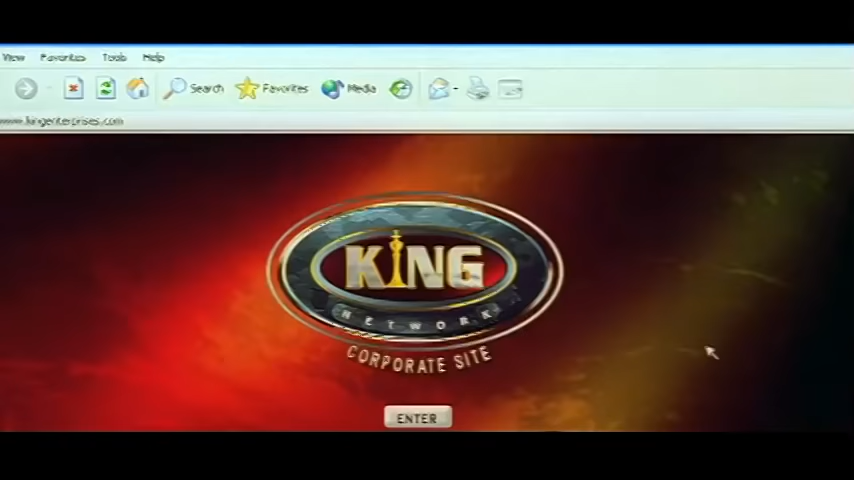 View Favorites Tools Help
Search Favorites Media
www.kingenterprises.com
KING
NETWORK
CORPORATE SITE
ENTER